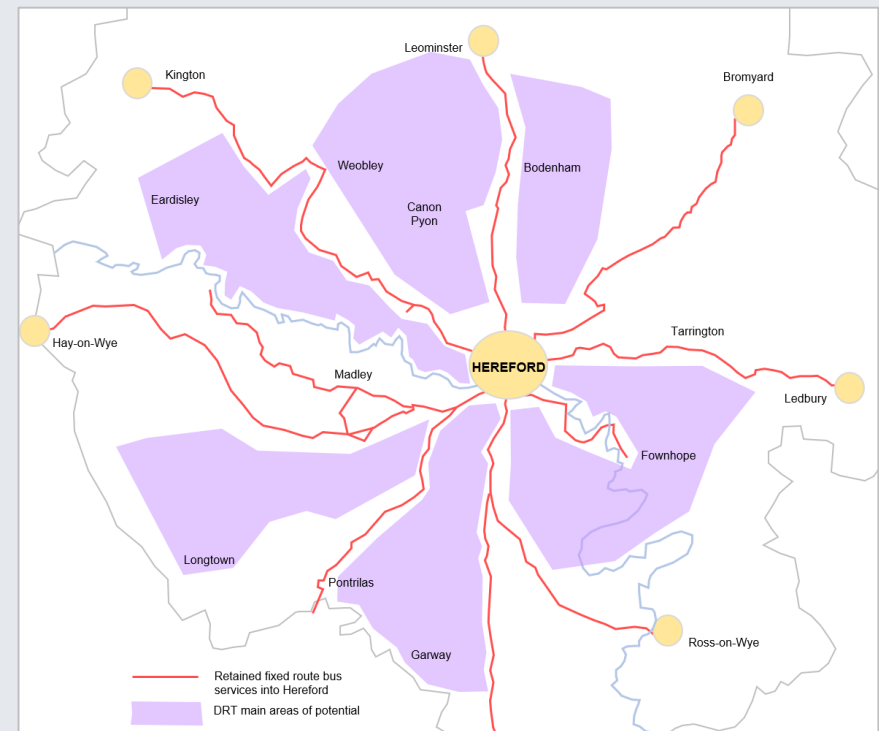 Leominster
Kington
Bromyard
Weobley
Bodenham
Eardisley
Canon
Pyon
Tarrington
Hay-on-Wye
HEREFORD
Madley
Ledbury
Fownhope
Longtown
Pontrilas
Ross-on-Wye
Garway
Retained fixed route bus
services into Hereford
DRT main areas of potential